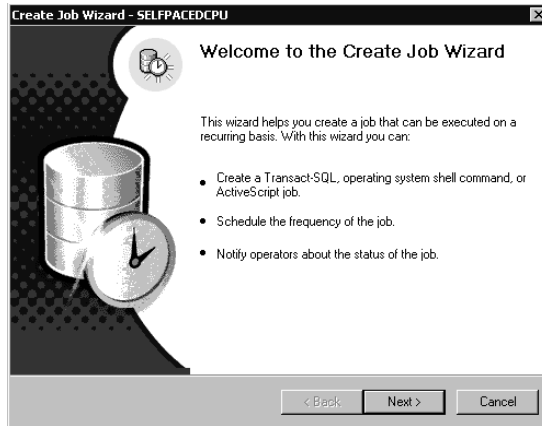 Create Job Wizard - SELFPACEDCPU
Welcome to the Create Job Wizard
This wizard helps you create a job that can be executed on a
recurring basis. With this wizard you can:
• Create a Transact-SQL, operating system shell command, or
ActiveScript job.
• Schedule the frequency of the job.
• Notify operators about the status of the job.
< Back
Next >
Cancel